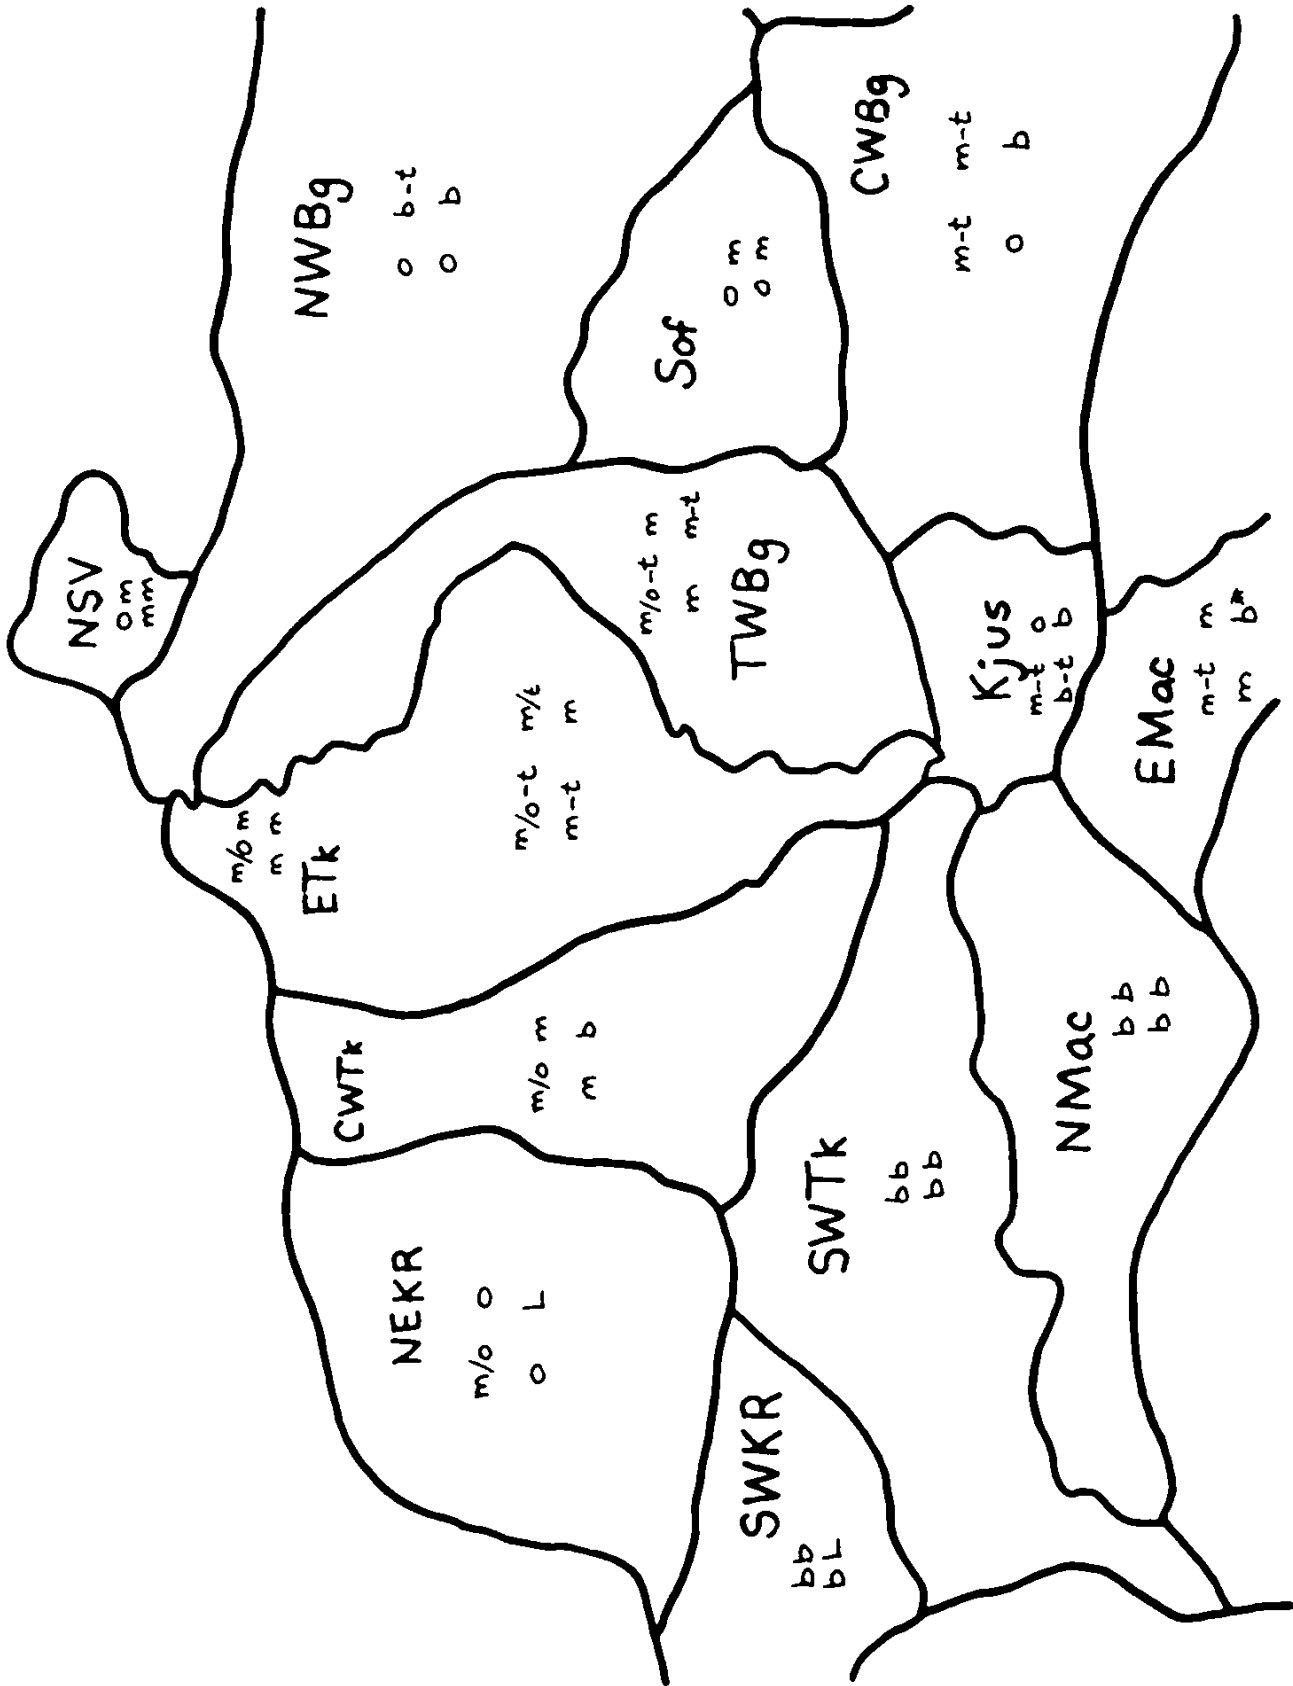 NSV
o m
m m
NWBg
o b-t
o b
m/o m
m m
ETk
m/o-t m/t
m-t m
CWTk
m/o m
m b
NEKR
m/o o
o L
Sof
o m
o m
m/o-t m
m m-t
TWBg
SWKR
b b
b L
SWTk
b b
b b
CWBg
m-t m-t
o b
Kjus
m-t o
b-t b
NMac
b b
b b
EMac
m-t m
m b*